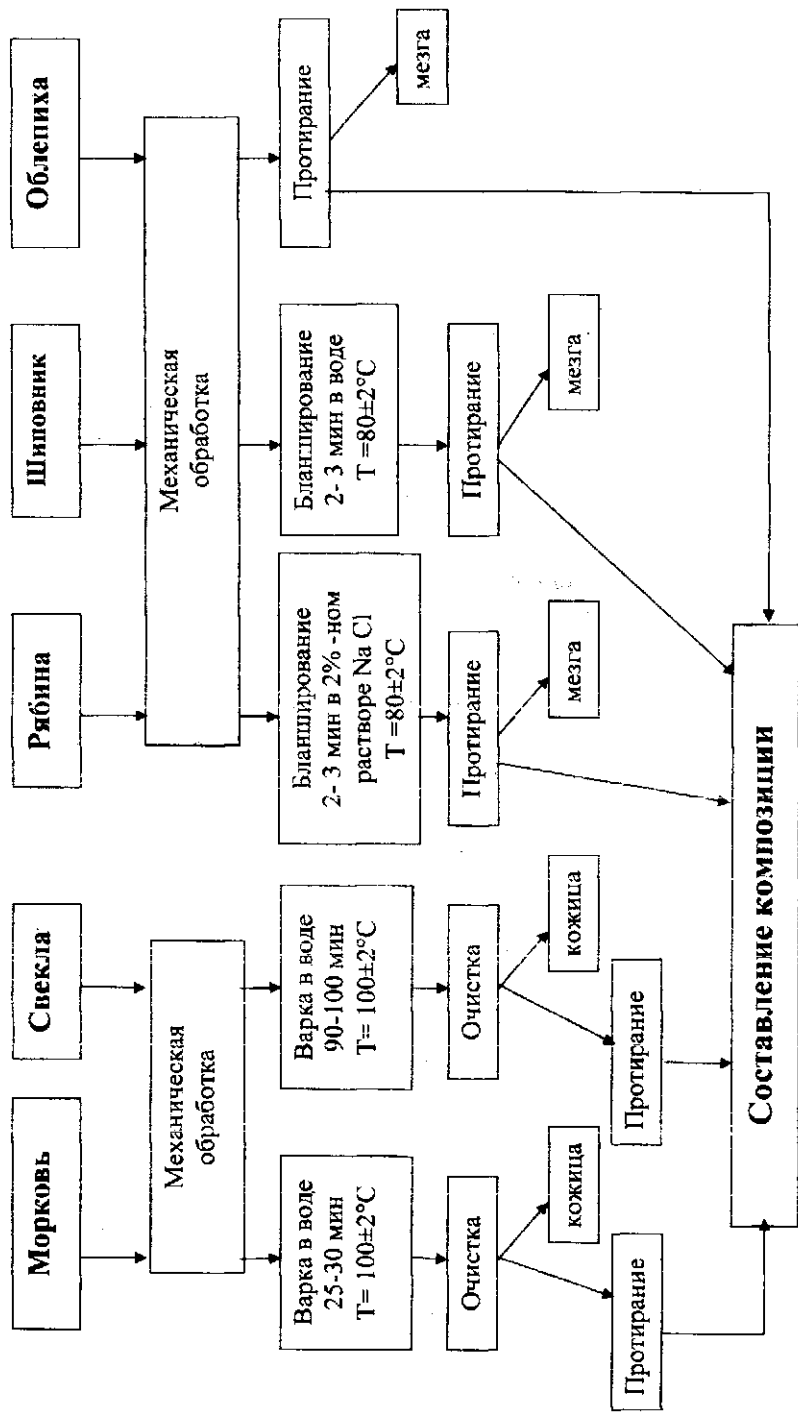 Морковь
Свекла
Рябина
Шиповник
Облепиха
Механическая
обработка
Механическая
обработка
Варка в воде
25-30 мин
Т= 100±2°С
Варка в воде
90-100 мин
Т= 100±2°С
Бланширование
2- 3 мин в 2% -ном
растворе Na Cl
Т =80±2°С
Бланширование
2- 3 мин в воде
Т =80±2°С
Протирание
мезга
Очистка
Очистка
Протирание
Протирание
кожица
кожица
мезга
мезга
Протирание
Протирание
Составление композиции